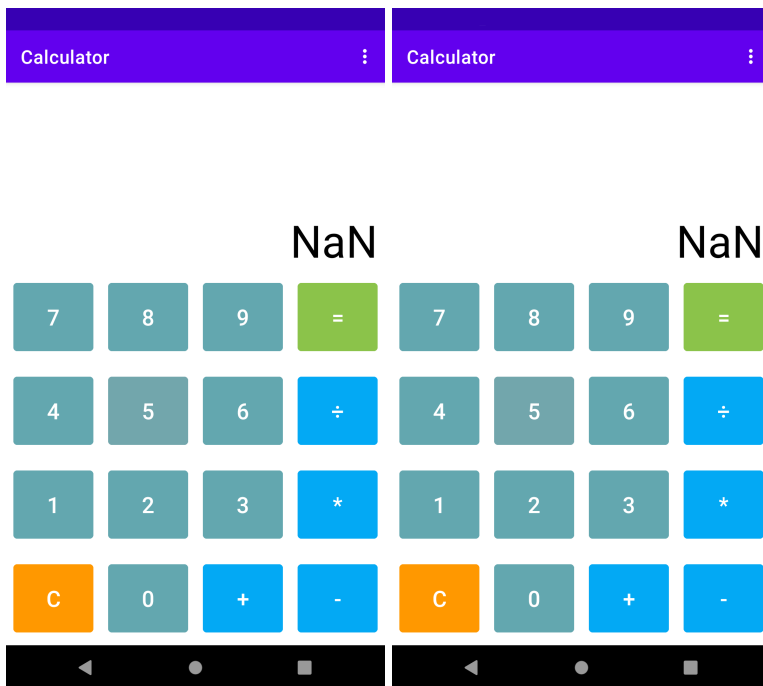 Calculator
NaN
7 8 9 =
4 5 6 ÷
1 2 3 *
C 0 + -
Calculator
NaN
7 8 9 =
4 5 6 ÷
1 2 3 *
C 0 + -